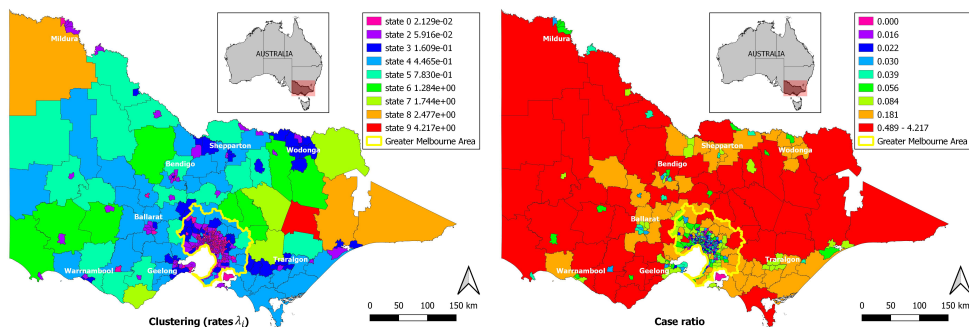 AUSTRALIA
state 0 2.129e-02
state 2 5.916e-02
state 3 1.609e-01
state 4 4.465e-01
state 5 7.830e-01
state 6 1.284e+00
state 7 1.744e+00
state 8 2.477e+00
state 9 4.217e+00
Greater Melbourne Area
Mildura
Shepparton
Wodonga
Bendigo
Ballarat
Warrnambool
Geelong
Traralgon
0 50 100 150 km
Clustering (rates λᵢ)
AUSTRALIA
0.000
0.016
0.022
0.030
0.039
0.056
0.084
0.181
0.489 - 4.217
Greater Melbourne Area
Mildura
Shepparton
Wodonga
Bendigo
Ballarat
Warrnambool
Geelong
Traralgon
0 50 100 150 km
Case ratio